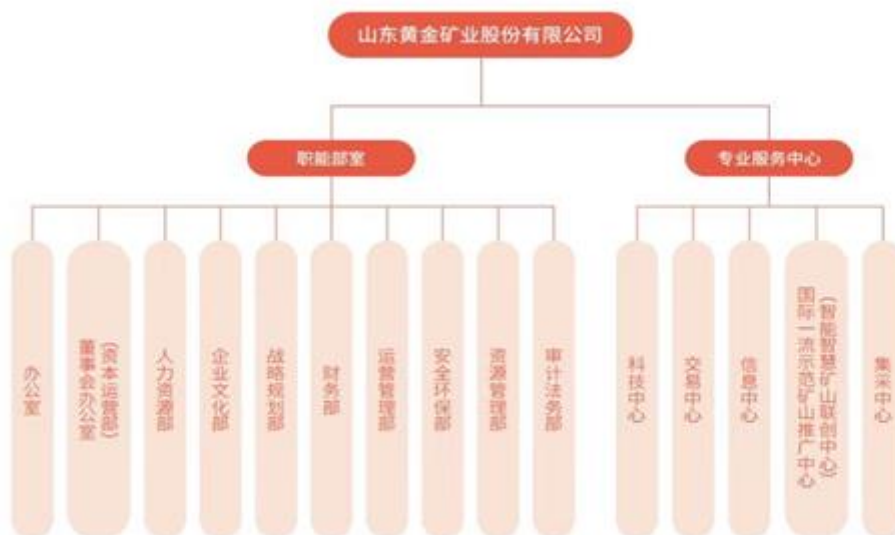 山东黄金矿业股份有限公司
职能部室
专业服务中心
办公室
董事会办公室
（资本运营部）
人力资源部
企业文化部
战略规划部
财务部
运营管理部
安全环保部
资源管理部
审计法务部
科技中心
交易中心
信息中心
国际一流示范矿山推广中心
（智能智慧矿山联创中心）
集采中心